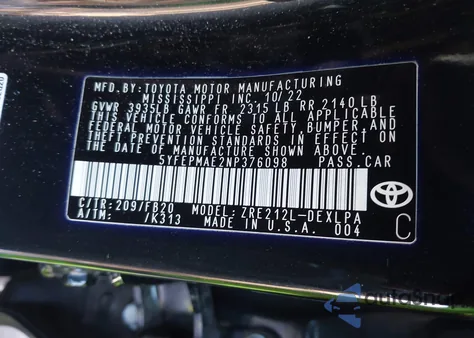 MFD.BY:TOYOTA MOTOR MANUFACTURING
MISSISSIPPI INC. 10/22
GVWR 3935LB GAWR FR 2315 LB RR 2140 LB
THIS VEHICLE CONFORMS TO ALL APPLICABLE
FEDERAL MOTOR VEHICLE SAFETY,BUMPER,AND
THEFT PREVENTION STANDARDS IN EFFECT ON
THE DATE OF MANUFACTURE SHOWN ABOVE.
5YFEPMAE2NP376098 PASS.CAR
C/TR:209/FB20 MODEL:ZRE212L-DEXLPA
A/TM: /K313 MADE IN U.S.A. 004
C